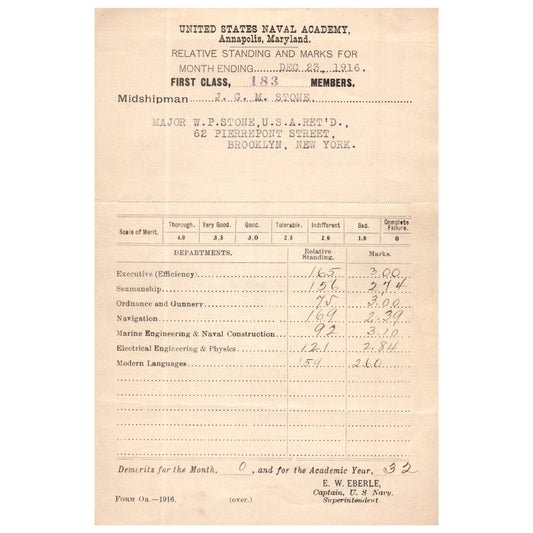 UNITED STATES NAVAL ACADEMY,
Annapolis, Maryland.
RELATIVE STANDING AND MARKS FOR
MONTH ENDING DEC 23, 1916.
FIRST CLASS, 183 MEMBERS.
Midshipman J. G. M. STONE
MAJOR W.P.STONE,U.S.A.RET'D.,
62 PIERREPONT STREET,
BROOKLYN, NEW YORK.
Scale of Merit. Thorough. Very Good. Good. Tolerable. Indifferent Bad. Complete Failure.
4.0 3.5 3.0 2.5 2.0 1.0 0
DEPARTMENTS. Relative Standing. Marks.
Executive (Efficiency) 165 3.00
Seamanship 156 2.74
Ordnance and Gunnery 75 3.00
Navigation 169 2.39
Marine Engineering & Naval Construction 92 3.10
Electrical Engineering & Physics 121 2.84
Modern Languages 159 2.60
Demerits for the Month, 0, and for the Academic Year, 32
E. W. EBERLE,
Captain, U. S Navy.
Superintendent.
FORM Oa—1916. (over.)